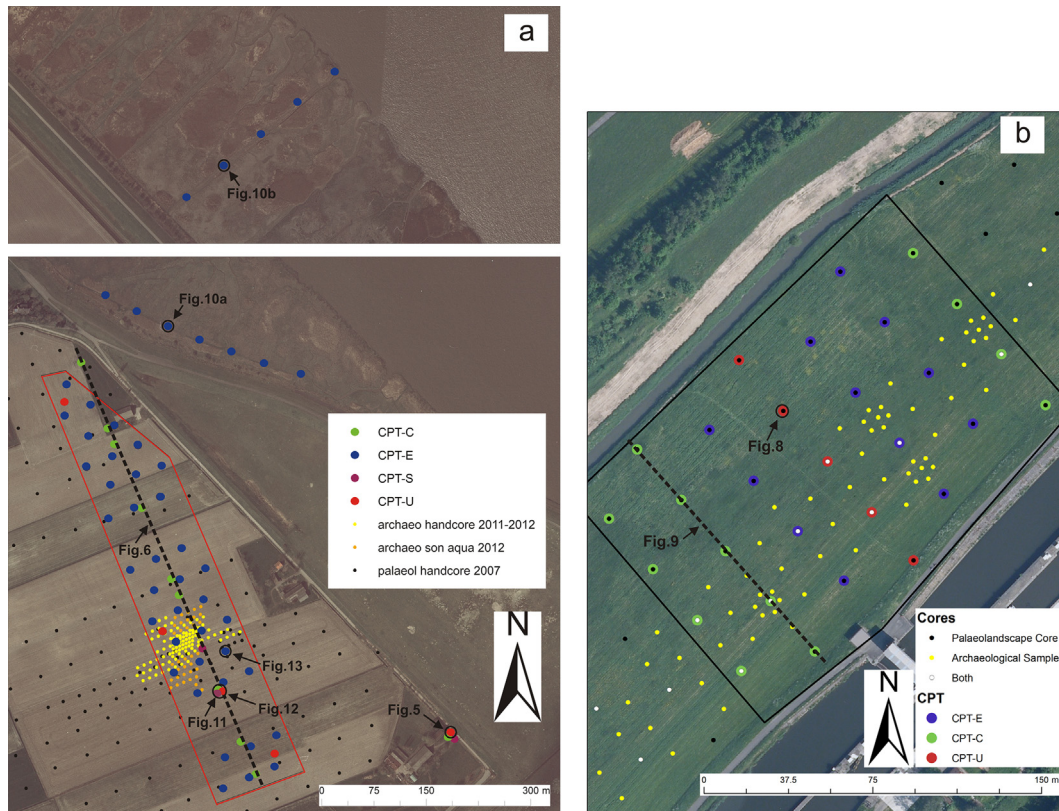 a
Fig.10b
Fig.10a
CPT-C
CPT-E
CPT-S
CPT-U
archaeo handcore 2011-2012
archaeo son aqua 2012
palaeol handcore 2007
Fig.6
N
Fig.13
Fig.11
Fig.12
Fig.5
0 75 150 300 m
b
Fig.8
Fig.9
Cores
Palaeolandscape Core
Archaeological Sample
Both
CPT
CPT-E
CPT-C
CPT-U
N
0 37.5 75 150 m